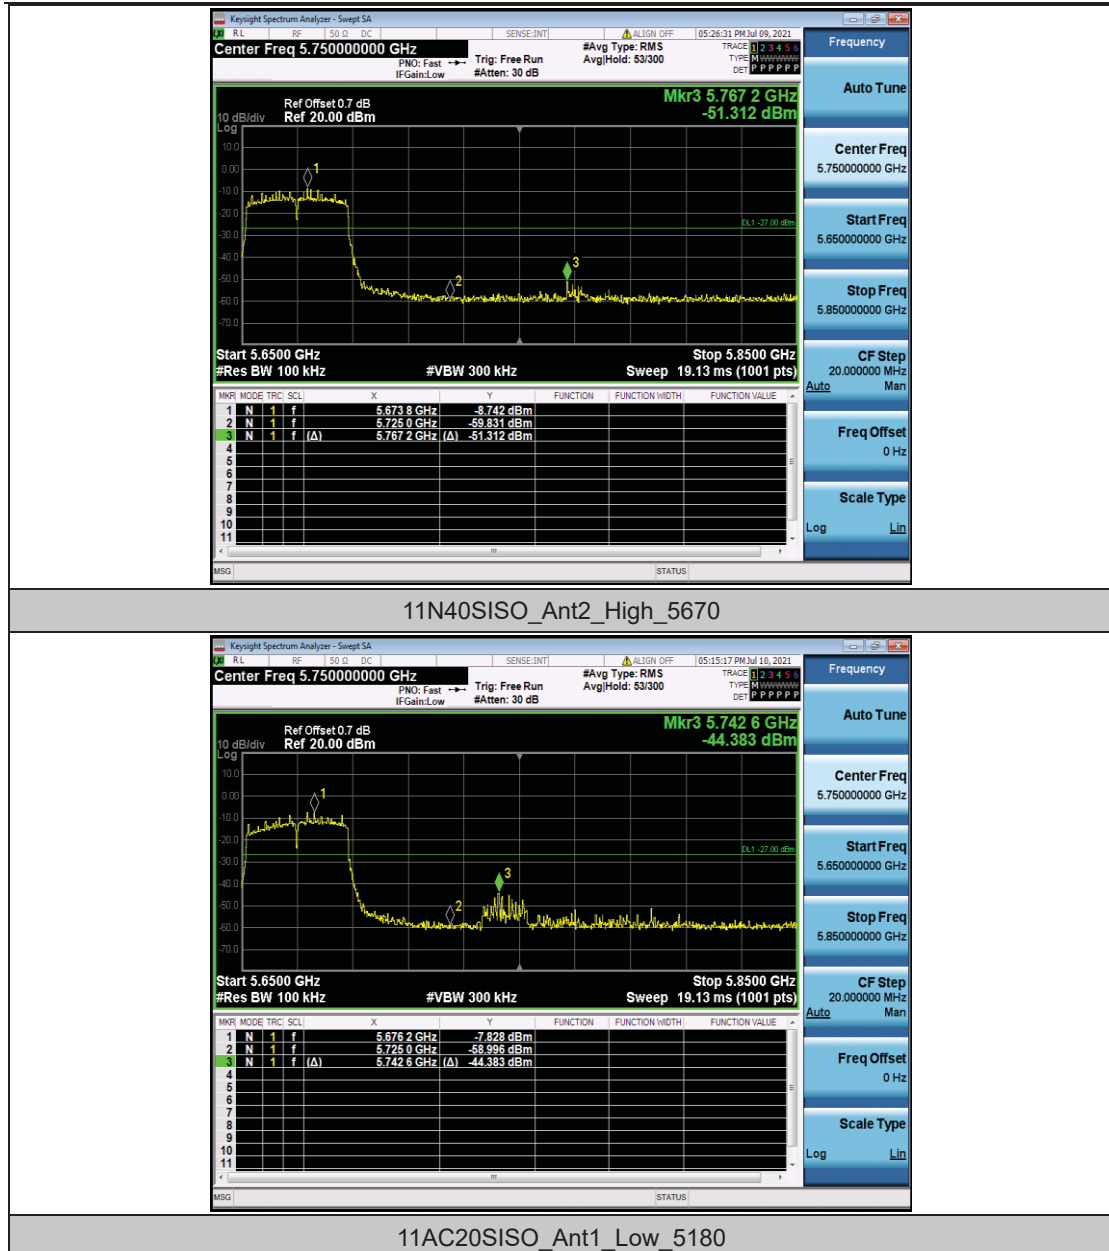 Keysight Spectrum Analyzer - Swept SA
LXI RL RF 50 Ω DC SENSE:INT ALIGN OFF 05:26:31 PM Jul 09, 2021
Center Freq 5.750000000 GHz #Avg Type: RMS TRACE 1 2 3 4 5 6
PNO: Fast Trig: Free Run Avg|Hold: 53/300 TYPE M WWWWW
IFGain:Low #Atten: 30 dB DET P P P P P P
Mkr3 5.767 2 GHz
-51.312 dBm
Ref Offset 0.7 dB
10 dB/div Ref 20.00 dBm
Log
10.0
0.00
-10.0
-20.0
-30.0
-40.0
-50.0
-60.0
-70.0
1
2
3
DL1 -27.00 dBm
Start 5.6500 GHz Stop 5.8500 GHz
#Res BW 100 kHz #VBW 300 kHz Sweep 19.13 ms (1001 pts)
MKR MODE TRC SCL X Y FUNCTION FUNCTION WIDTH FUNCTION VALUE
1 N 1 f 5.673 8 GHz -8.742 dBm
2 N 1 f 5.725 0 GHz -59.831 dBm
3 N 1 f (Δ) 5.767 2 GHz (Δ) -51.312 dBm
4
5
6
7
8
9
10
11
MSG STATUS
Frequency
Auto Tune
Center Freq
5.750000000 GHz
Start Freq
5.650000000 GHz
Stop Freq
5.850000000 GHz
CF Step
20.000000 MHz
Auto Man
Freq Offset
0 Hz
Scale Type
Log Lin
11N40SISO_Ant2_High_5670
Keysight Spectrum Analyzer - Swept SA
LXI RL RF 50 Ω DC SENSE:INT ALIGN OFF 05:15:17 PM Jul 10, 2021
Center Freq 5.750000000 GHz #Avg Type: RMS TRACE 1 2 3 4 5 6
PNO: Fast Trig: Free Run Avg|Hold: 53/300 TYPE M WWWWW
IFGain:Low #Atten: 30 dB DET P P P P P P
Mkr3 5.742 6 GHz
-44.383 dBm
Ref Offset 0.7 dB
10 dB/div Ref 20.00 dBm
Log
10.0
0.00
-10.0
-20.0
-30.0
-40.0
-50.0
-60.0
-70.0
1
2
3
DL1 -27.00 dBm
Start 5.6500 GHz Stop 5.8500 GHz
#Res BW 100 kHz #VBW 300 kHz Sweep 19.13 ms (1001 pts)
MKR MODE TRC SCL X Y FUNCTION FUNCTION WIDTH FUNCTION VALUE
1 N 1 f 5.676 2 GHz -7.828 dBm
2 N 1 f 5.725 0 GHz -58.996 dBm
3 N 1 f (Δ) 5.742 6 GHz (Δ) -44.383 dBm
4
5
6
7
8
9
10
11
MSG STATUS
Frequency
Auto Tune
Center Freq
5.750000000 GHz
Start Freq
5.650000000 GHz
Stop Freq
5.850000000 GHz
CF Step
20.000000 MHz
Auto Man
Freq Offset
0 Hz
Scale Type
Log Lin
11AC20SISO_Ant1_Low_5180